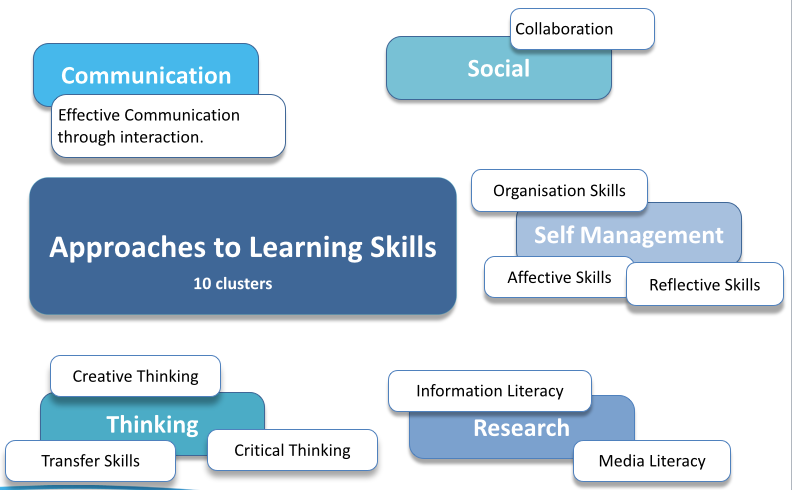 Collaboration
Communication
Social
Effective Communication
through interaction.
Organisation Skills
Self Management
Affective Skills
Reflective Skills
Approaches to Learning Skills
10 clusters
Creative Thinking
Thinking
Transfer Skills
Critical Thinking
Information Literacy
Research
Media Literacy